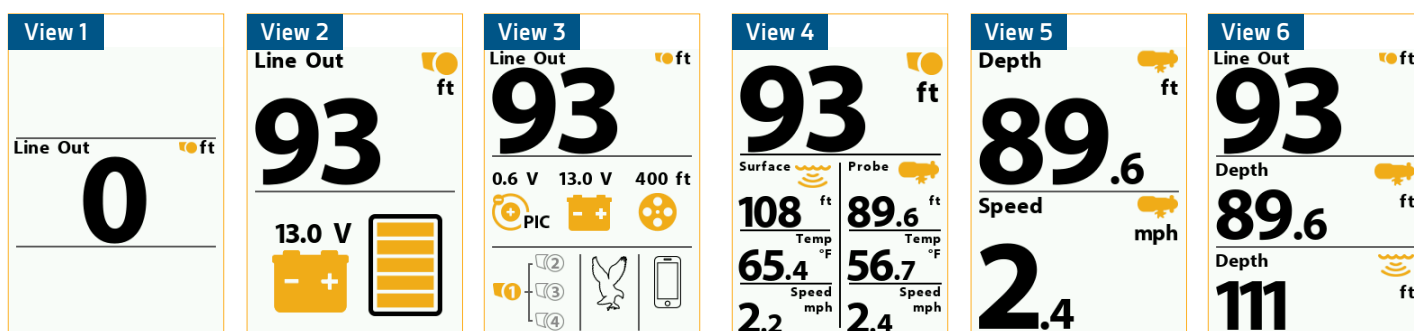 View 1
Line Out ft
0
View 2
Line Out
ft
93
13.0 V
View 3
Line Out ft
93
0.6 V 13.0 V 400 ft
PIC
1
2
3
4
View 4
93
ft
Surface
108 ft
Temp
65.4 °F
Speed
2.2 mph
Probe
89.6 ft
Temp
56.7 °F
Speed
2.4 mph
View 5
Depth
ft
89.6
Speed
mph
2.4
View 6
Line Out ft
93
Depth
ft
89.6
Depth
ft
111